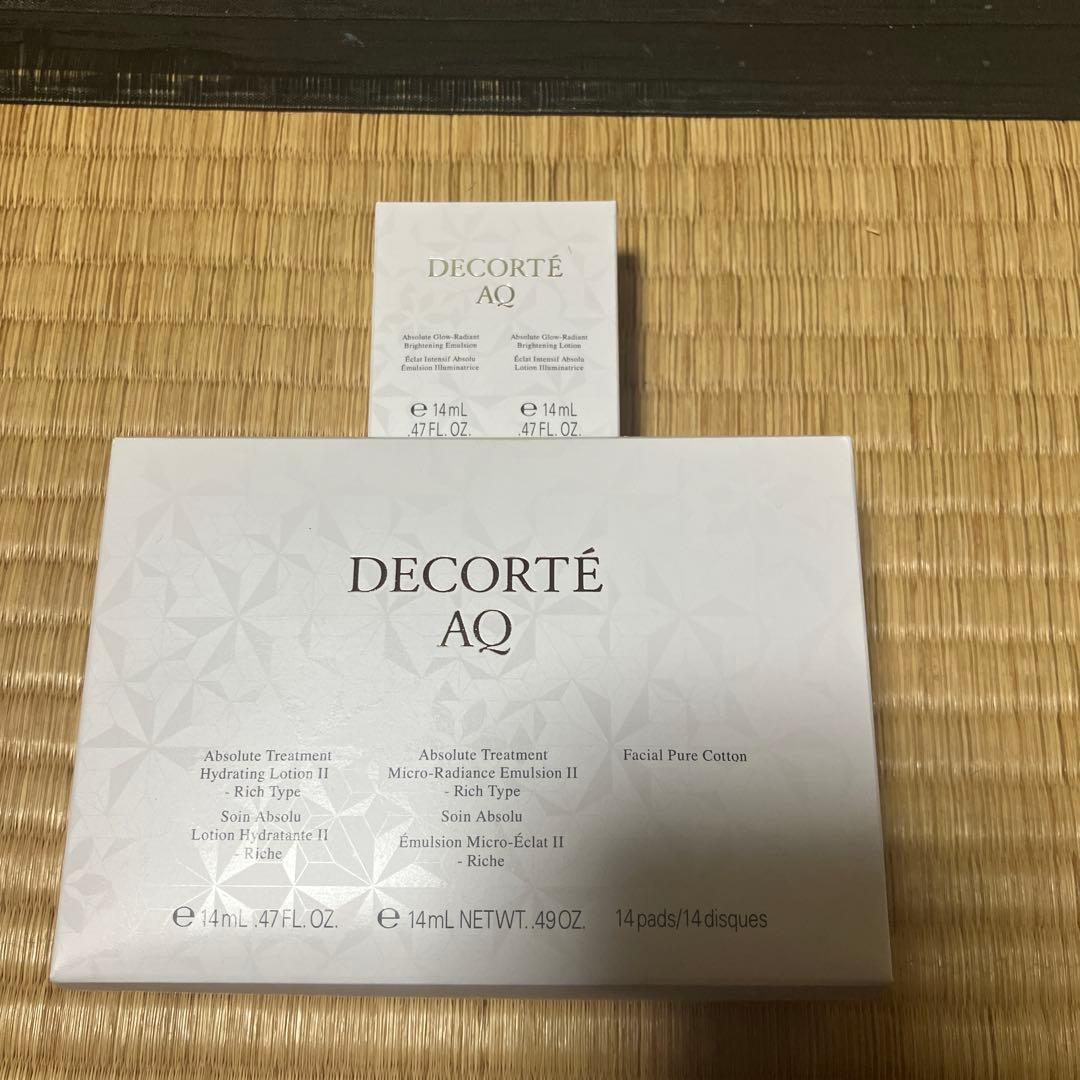 DECORTÉ
AQ
Absolute Glow-Radiant
Brightening Emulsion
Éclat Intensif Absolu
Émulsion Illuminatrice
℮ 14mL
.47 FL. OZ.
Absolute Glow-Radiant
Brightening Lotion
Éclat Intensif Absolu
Lotion Illuminatrice
℮ 14mL
.47 FL. OZ.
DECORTÉ
AQ
Absolute Treatment
Hydrating Lotion II
- Rich Type
Soin Absolu
Lotion Hydratante II
- Riche
℮ 14mL .47 FL. OZ.
Absolute Treatment
Micro-Radiance Emulsion II
- Rich Type
Soin Absolu
Émulsion Micro-Éclat II
- Riche
℮ 14mL NETWT. .49 OZ.
Facial Pure Cotton
14 pads/14 disques